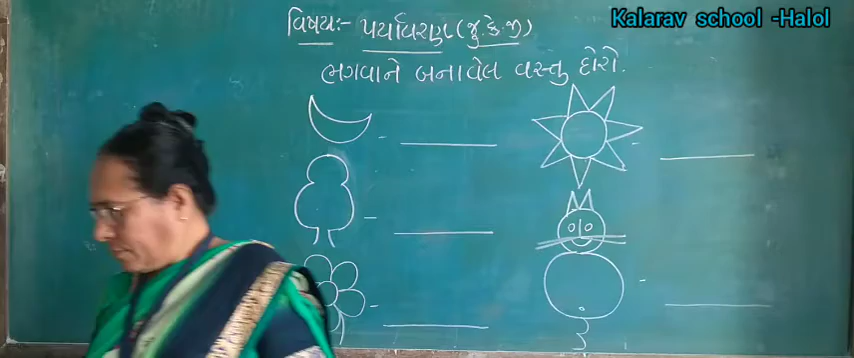 Kalarav school -Halol
વિષય:- પર્યાવરણ (જુ.કે.જી)
ભગવાને બનાવેલ વસ્તુ દોરો.